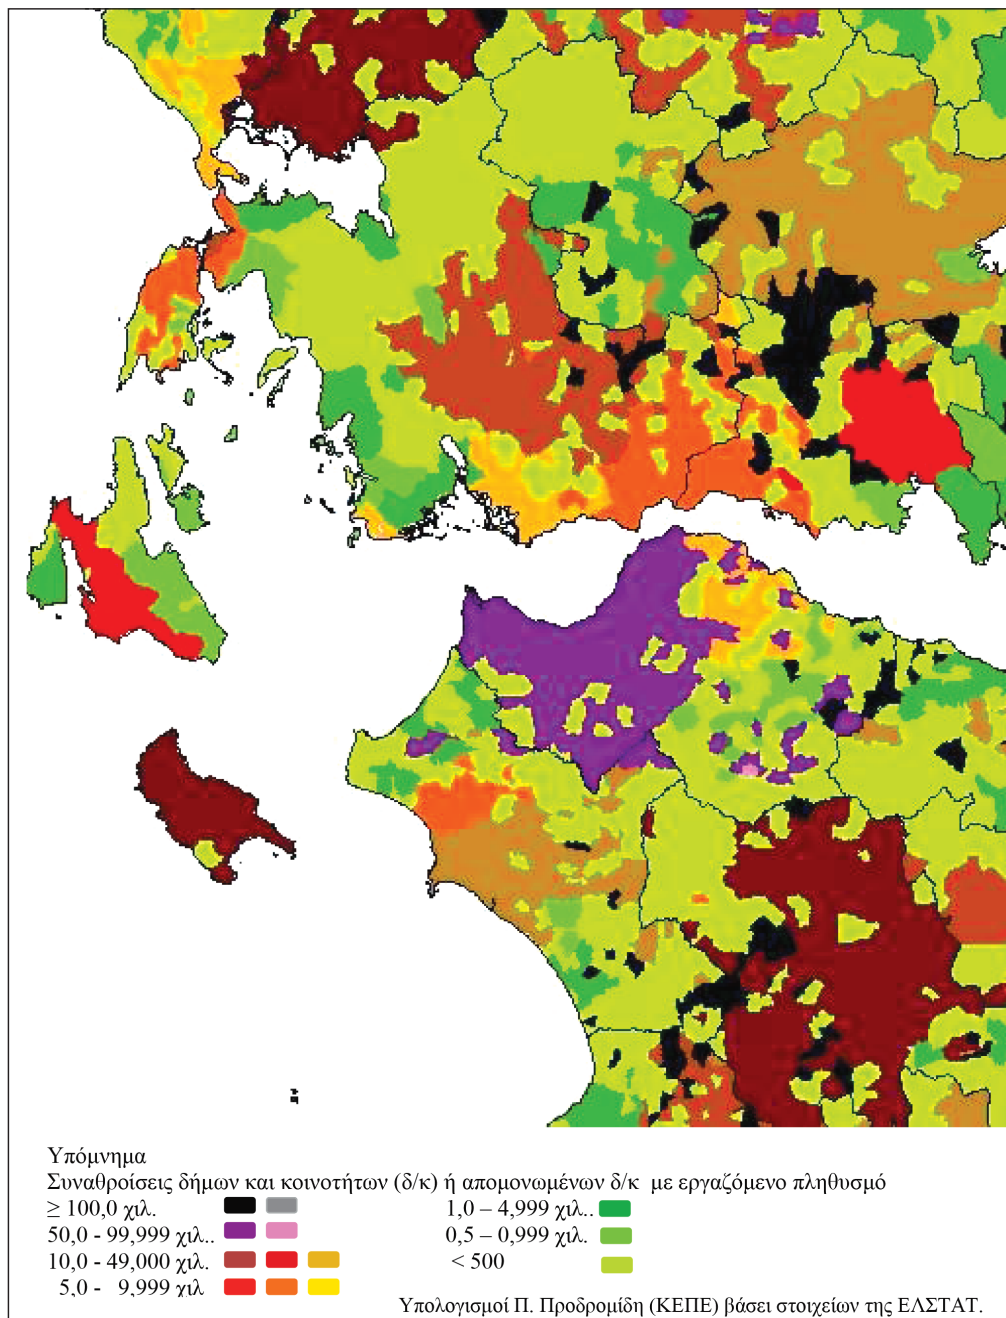 Υπόμνημα
Συναθροίσεις δήμων και κοινοτήτων (δ/κ) ή απομονωμένων δ/κ με εργαζόμενο πληθυσμό
≥ 100,0 χιλ.
50,0 - 99,999 χιλ..
10,0 - 49,000 χιλ.
5,0 - 9,999 χιλ
1,0 – 4,999 χιλ..
0,5 – 0,999 χιλ.
< 500
Υπολογισμοί Π. Προδρομίδη (ΚΕΠΕ) βάσει στοιχείων της ΕΛΣΤΑΤ.